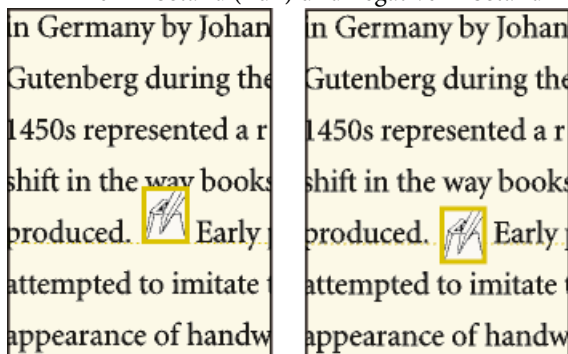 in Germany by Johan
Gutenberg during the
1450s represented a r
shift in the way books
produced. Early
attempted to imitate t
appearance of handw
in Germany by Johan
Gutenberg during the
1450s represented a r
shift in the way books
produced. Early
attempted to imitate t
appearance of handw